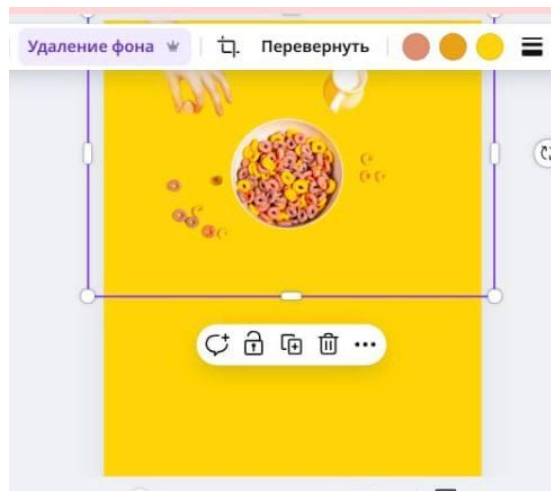 Удаление фона Перевернуть